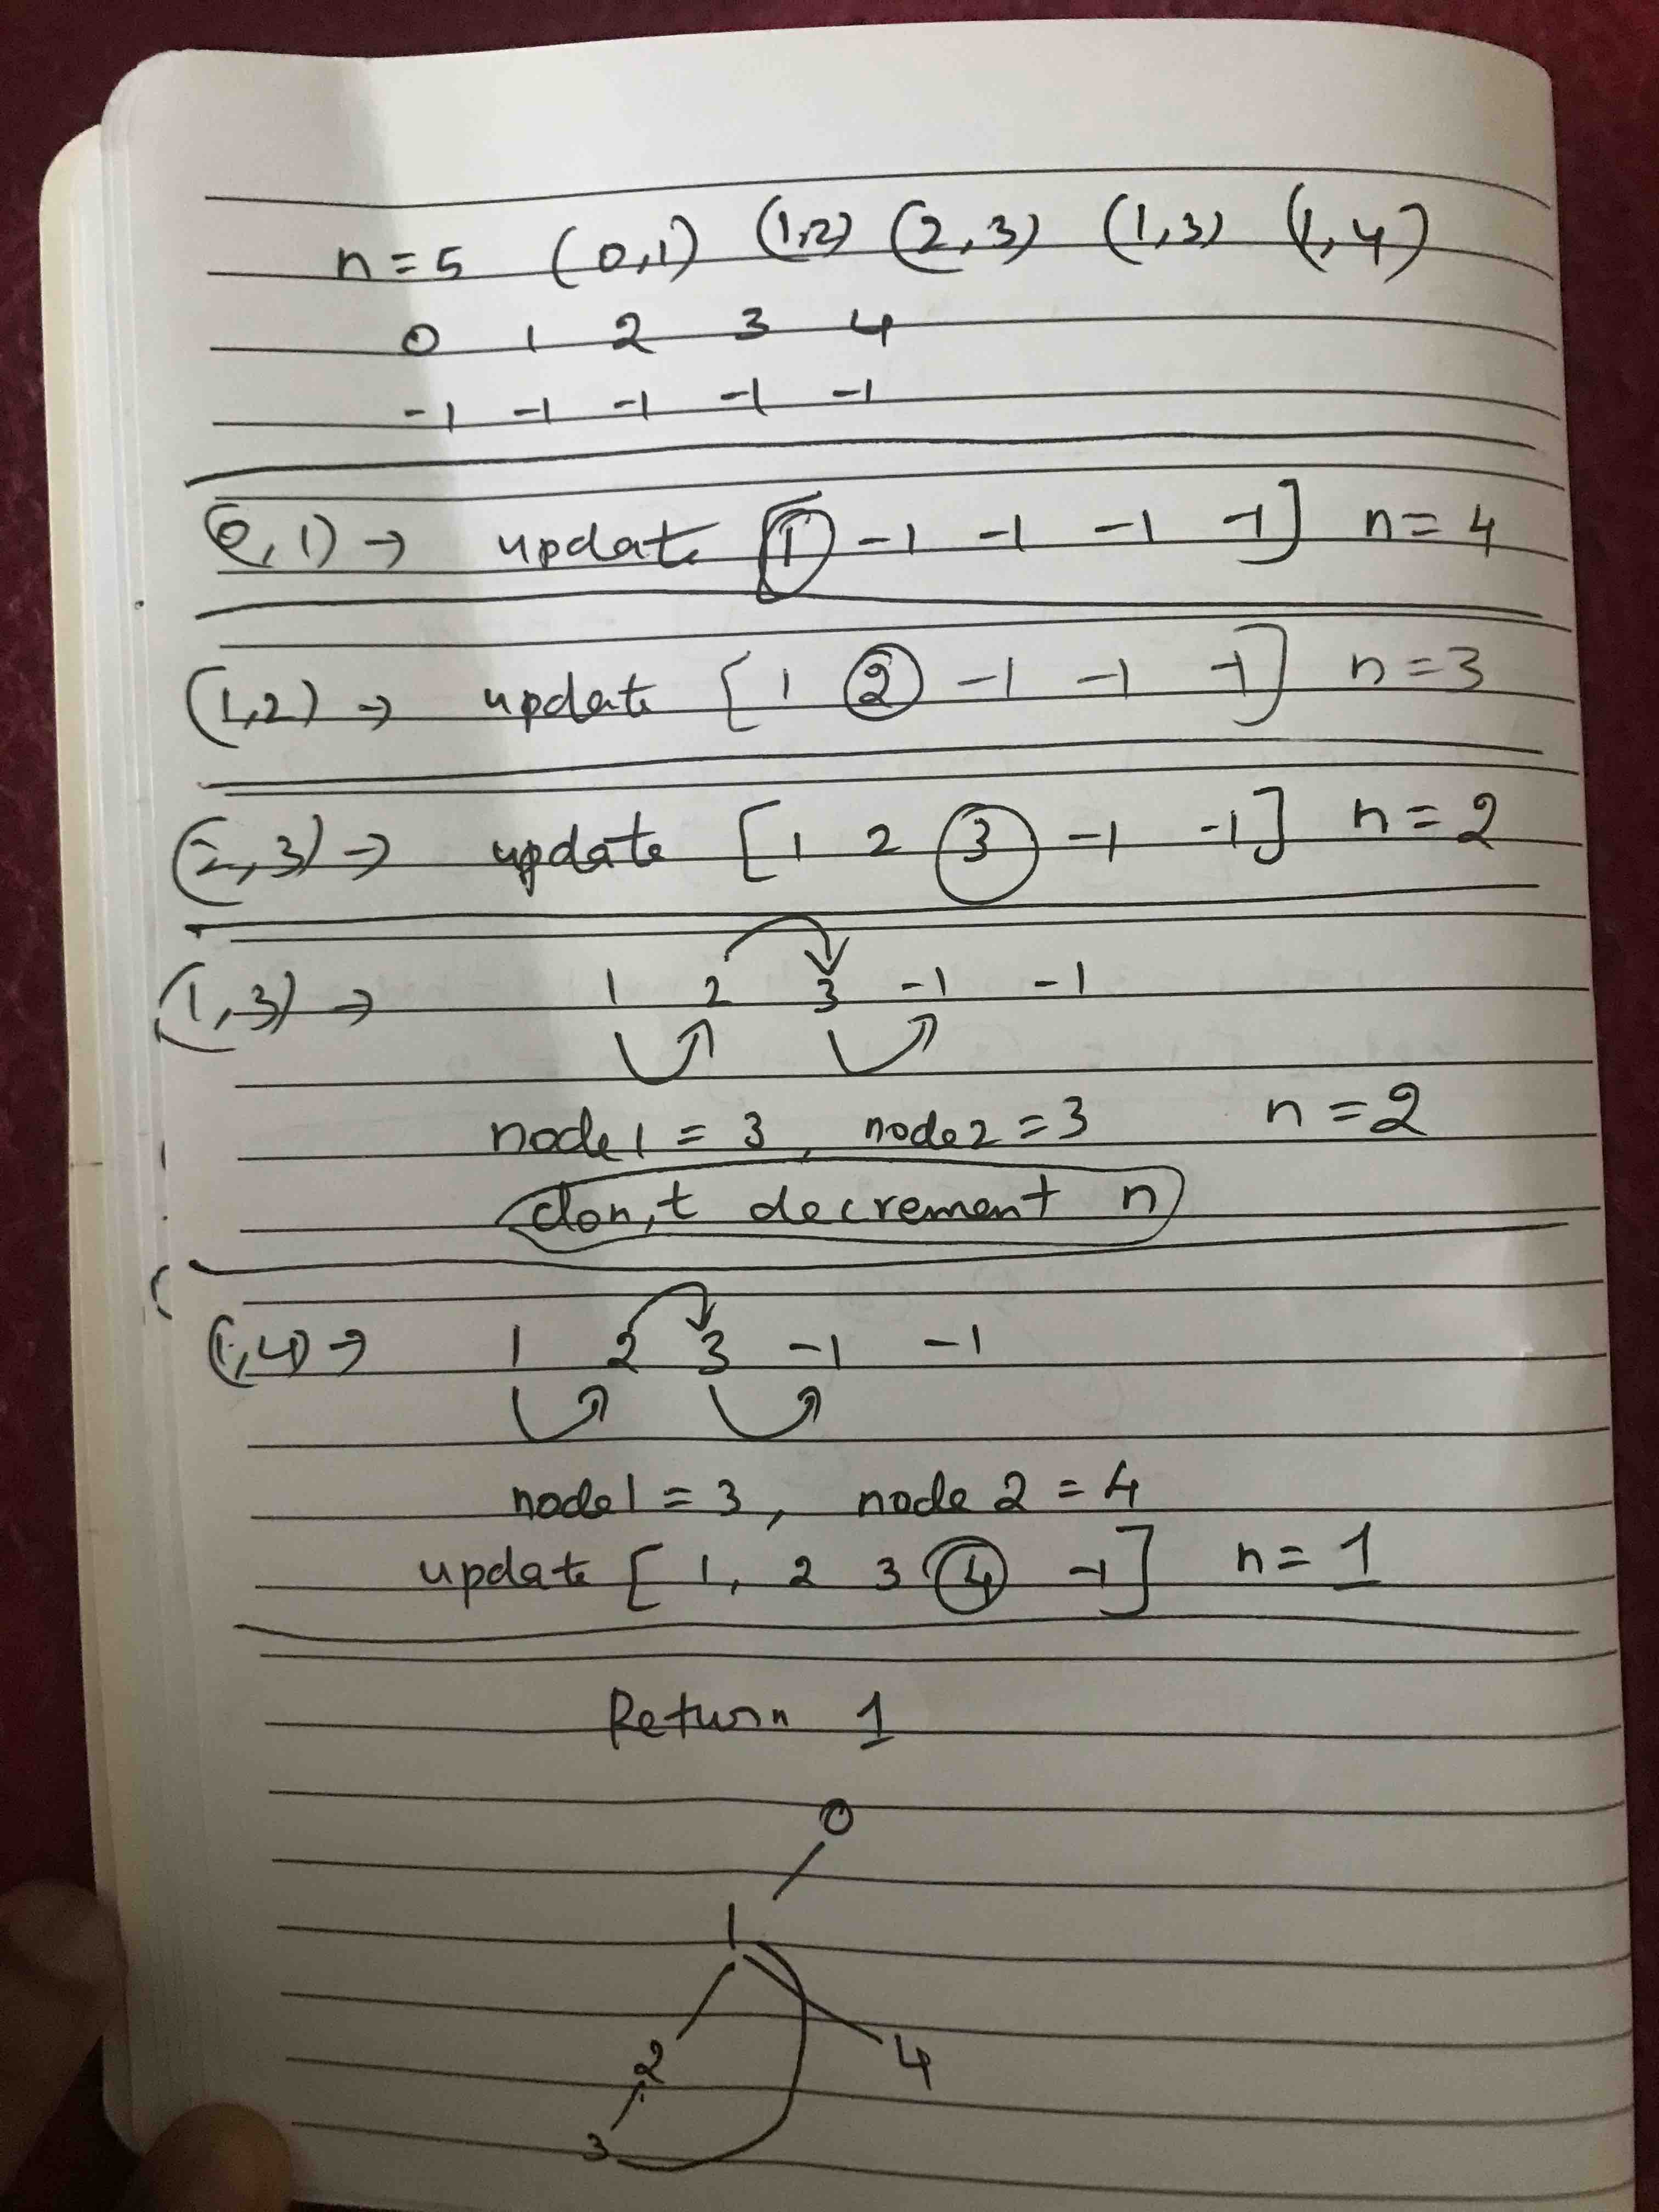 n = 5 (0,1) (1,2) (2,3) (1,3) (1,4)
0 1 2 3 4
-1 -1 -1 -1 -1
(0,1) → update [1 -1 -1 -1 -1] n = 4
(1,2) → update [1 2 -1 -1 -1] n = 3
(2,3) → update [1 2 3 -1 -1] n = 2
(1,3) → 1 2 3 -1 -1
node1 = 3, node2 = 3 n = 2
don,t decrement n
(1,4) → 1 2 3 -1 -1
node1 = 3, node2 = 4
update [1, 2 3 4 -1] n = 1
Return 1
0
1
2 4
3